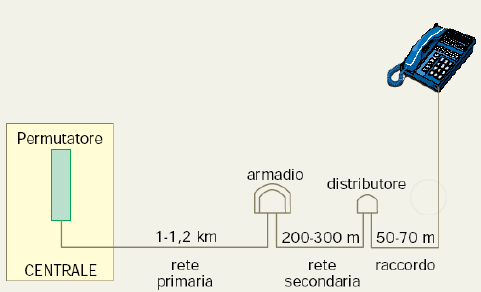 Permutatore
armadio
distributore
1-1,2 km
200-300 m
50-70 m
CENTRALE
rete
primaria
rete
secondaria
raccordo